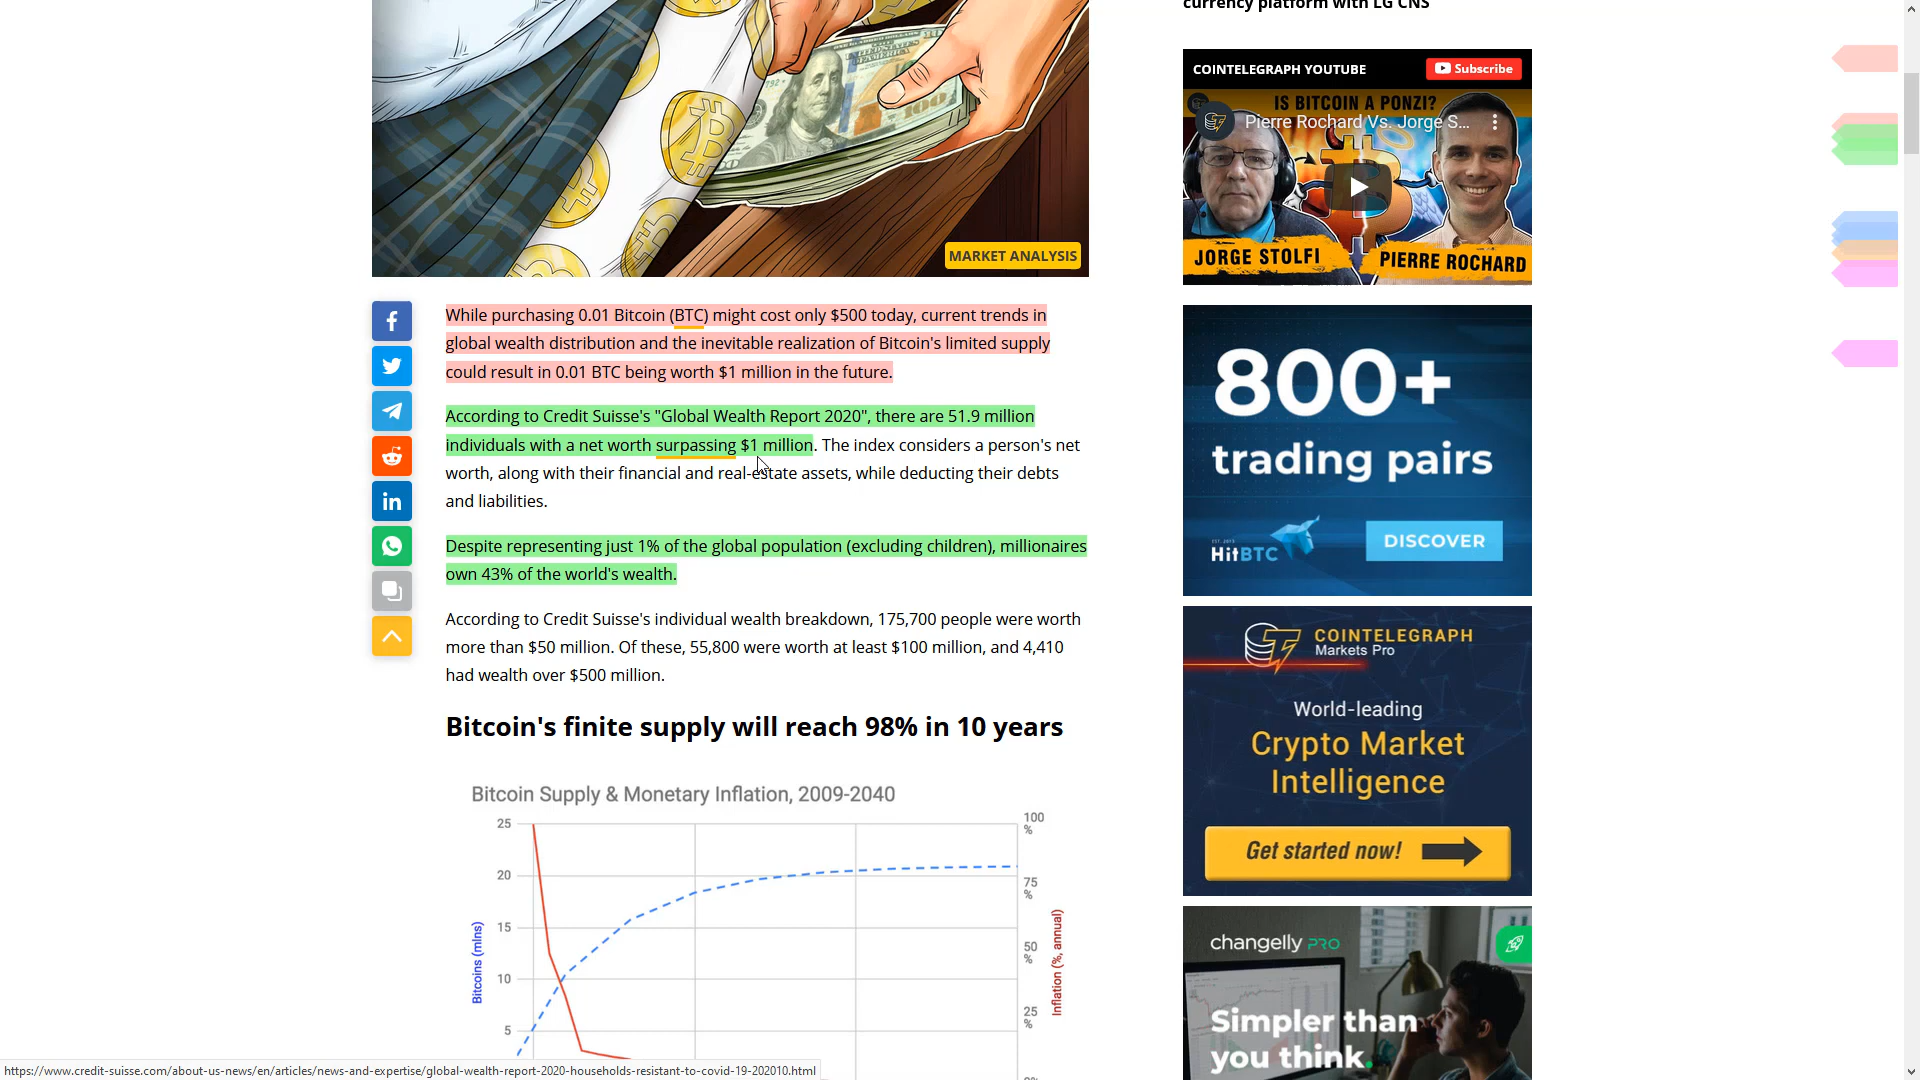 currency platform with LG CNS
MARKET ANALYSIS
While purchasing 0.01 Bitcoin (BTC) might cost only $500 today, current trends in
global wealth distribution and the inevitable realization of Bitcoin's limited supply
could result in 0.01 BTC being worth $1 million in the future.
According to Credit Suisse's "Global Wealth Report 2020", there are 51.9 million
individuals with a net worth surpassing $1 million. The index considers a person's net
worth, along with their financial and real-estate assets, while deducting their debts
and liabilities.
Despite representing just 1% of the global population (excluding children), millionaires
own 43% of the world's wealth.
According to Credit Suisse's individual wealth breakdown, 175,700 people were worth
more than $50 million. Of these, 55,800 were worth at least $100 million, and 4,410
had wealth over $500 million.
Bitcoin's finite supply will reach 98% in 10 years
Bitcoin Supply & Monetary Inflation, 2009-2040
25
20
15
10
5
Bitcoins (mlns)
100
%
75
%
50
%
25
%
0%
Inflation (%, annual)
COINTELEGRAPH YOUTUBE
Subscribe
IS BITCOIN A PONZI?
Pierre Rochard Vs. Jorge S...
JORGE STOLFI
PIERRE ROCHARD
800+
trading pairs
EST. 2013
HitBTC
DISCOVER
COINTELEGRAPH
Markets Pro
World-leading
Crypto Market
Intelligence
Get started now!
changelly PRO
Simpler than
you think.
https://www.credit-suisse.com/about-us-news/en/articles/news-and-expertise/global-wealth-report-2020-households-resistant-to-covid-19-202010.html